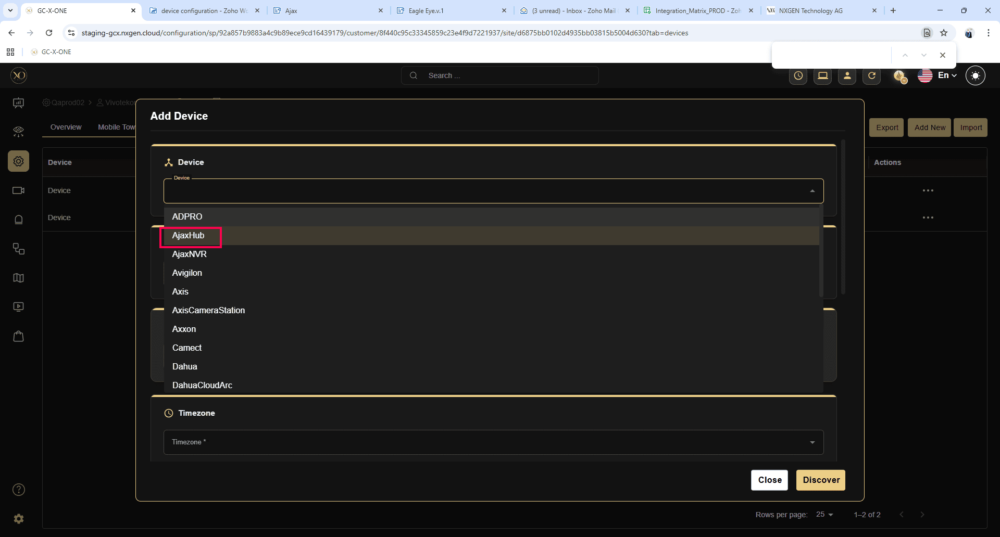 GC-X-ONE
device configuration - Zoho Wo
Ajax
Eagle Eye.v.1
(3 unread) - Inbox - Zoho Mail
Integration_Matrix_PROD - Zoh
NXGEN Technology AG
staging-gcx.nxgen.cloud/configuration/sp/92a857b9883a4c9b89ece9cd16439179/customer/8f440c95c33345859c23e4f9d7221937/site/d6875bb0102d4935bb03815b5004d630?tab=devices
GC-X-ONE
XO
Search ...
En
Qaprod02
Vivoteko
Overview
Mobile Tow
Export
Add New
Import
Device
Actions
Device
Device
Add Device
Device
Device
ADPRO
AjaxHub
AjaxNVR
Avigilon
Axis
AxisCameraStation
Axxon
Camect
Dahua
DahuaCloudArc
Timezone
Timezone *
Close
Discover
Rows per page:
25
1–2 of 2